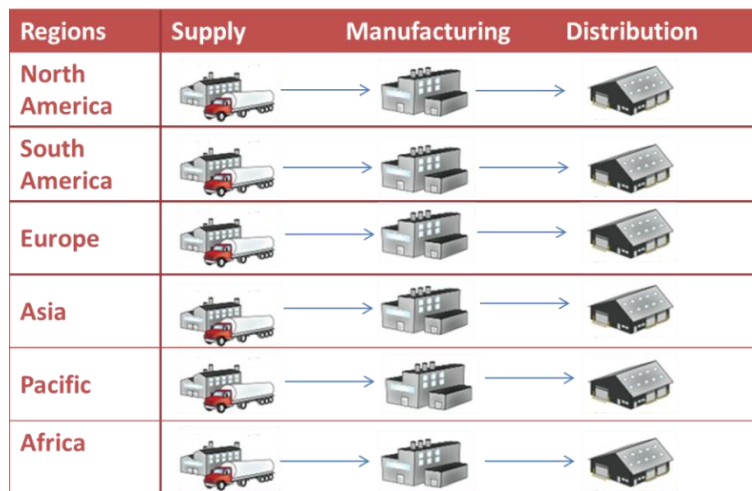 Regions Supply Manufacturing Distribution
North
America
South
America
Europe
Asia
Pacific
Africa